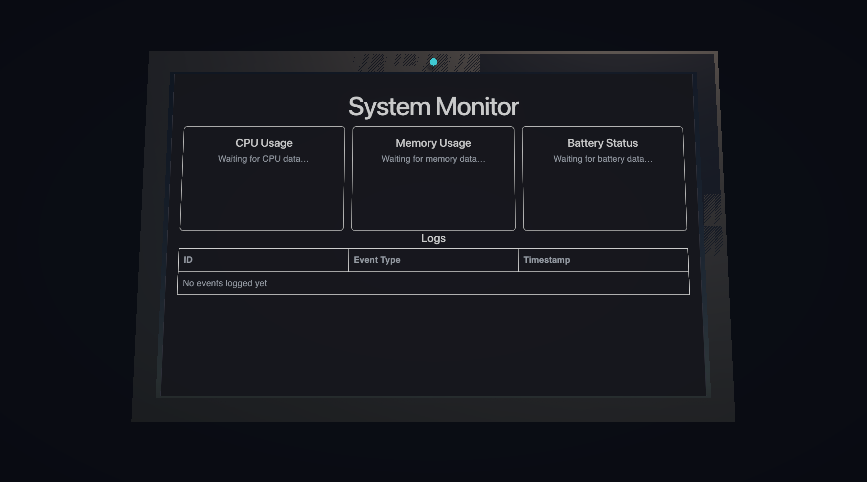 System Monitor
CPU Usage
Waiting for CPU data...
Memory Usage
Waiting for memory data...
Battery Status
Waiting for battery data...
Logs
ID Event Type Timestamp
No events logged yet